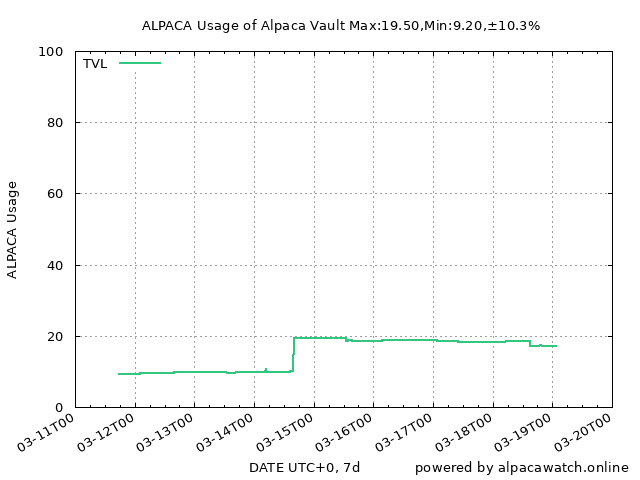 ALPACA Usage of Alpaca Vault Max:19.50,Min:9.20,±10.3%
TVL
100
80
60
40
20
0
ALPACA Usage
03-11T00
03-12T00
03-13T00
03-14T00
03-15T00
03-16T00
03-17T00
03-18T00
03-19T00
03-20T00
DATE UTC+0, 7d
powered by alpacawatch.online